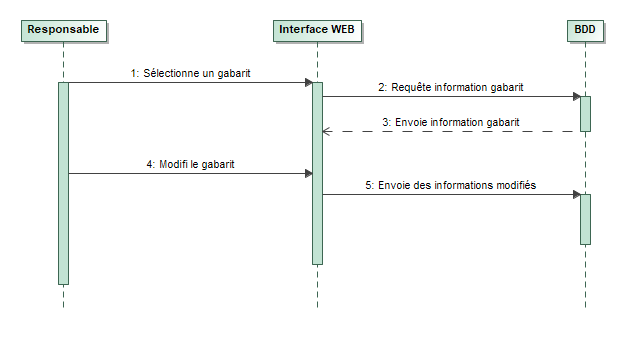 Responsable
Interface WEB
BDD
1: Sélectionne un gabarit
2: Requête information gabarit
3: Envoie information gabarit
4: Modifi le gabarit
5: Envoie des informations modifiés